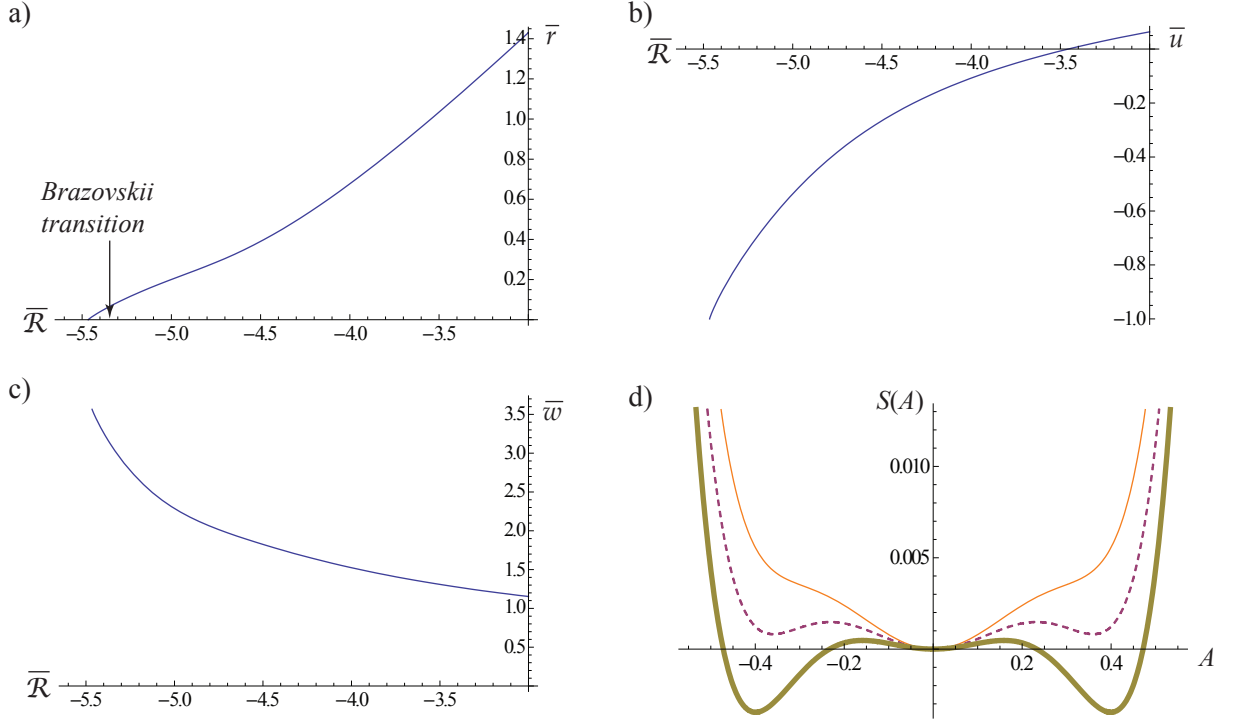 a)
r̅
1.4
1.2
1.0
0.8
0.6
0.4
0.2
Brazovskii
transition
ℛ̅
−5.5 −5.0 −4.5 −4.0 −3.5
b)
ℛ̅
−5.5 −5.0 −4.5 −4.0 −3.5
u̅
−0.2
−0.4
−0.6
−0.8
−1.0
c)
w̅
3.5
3.0
2.5
2.0
1.5
1.0
0.5
ℛ̅
−5.5 −5.0 −4.5 −4.0 −3.5
d)
S(A)
0.010
0.005
−0.4 −0.2 0.2 0.4 A